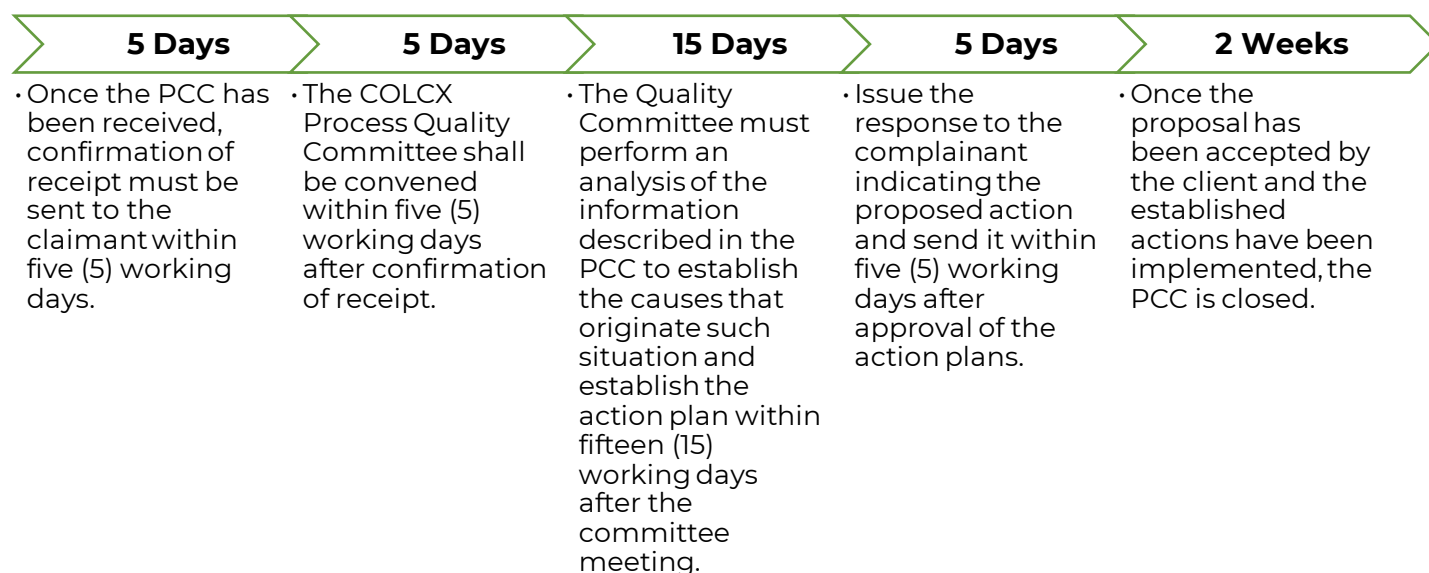 5 Days
· Once the PCC has
been received,
confirmation of
receipt must be
sent to the
claimant within
five (5) working
days.
5 Days
· The COLCX
Process Quality
Committee shall
be convened
within five (5)
working days
after confirmation
of receipt.
15 Days
· The Quality
Committee must
perform an
analysis of the
information
described in the
PCC to establish
the causes that
originate such
situation and
establish the
action plan within
fifteen (15)
working days
after the
committee
meeting.
5 Days
· Issue the
response to the
complainant
indicating the
proposed action
and send it within
five (5) working
days after
approval of the
action plans.
2 Weeks
· Once the
proposal has
been accepted by
the client and the
established
actions have been
implemented, the
PCC is closed.